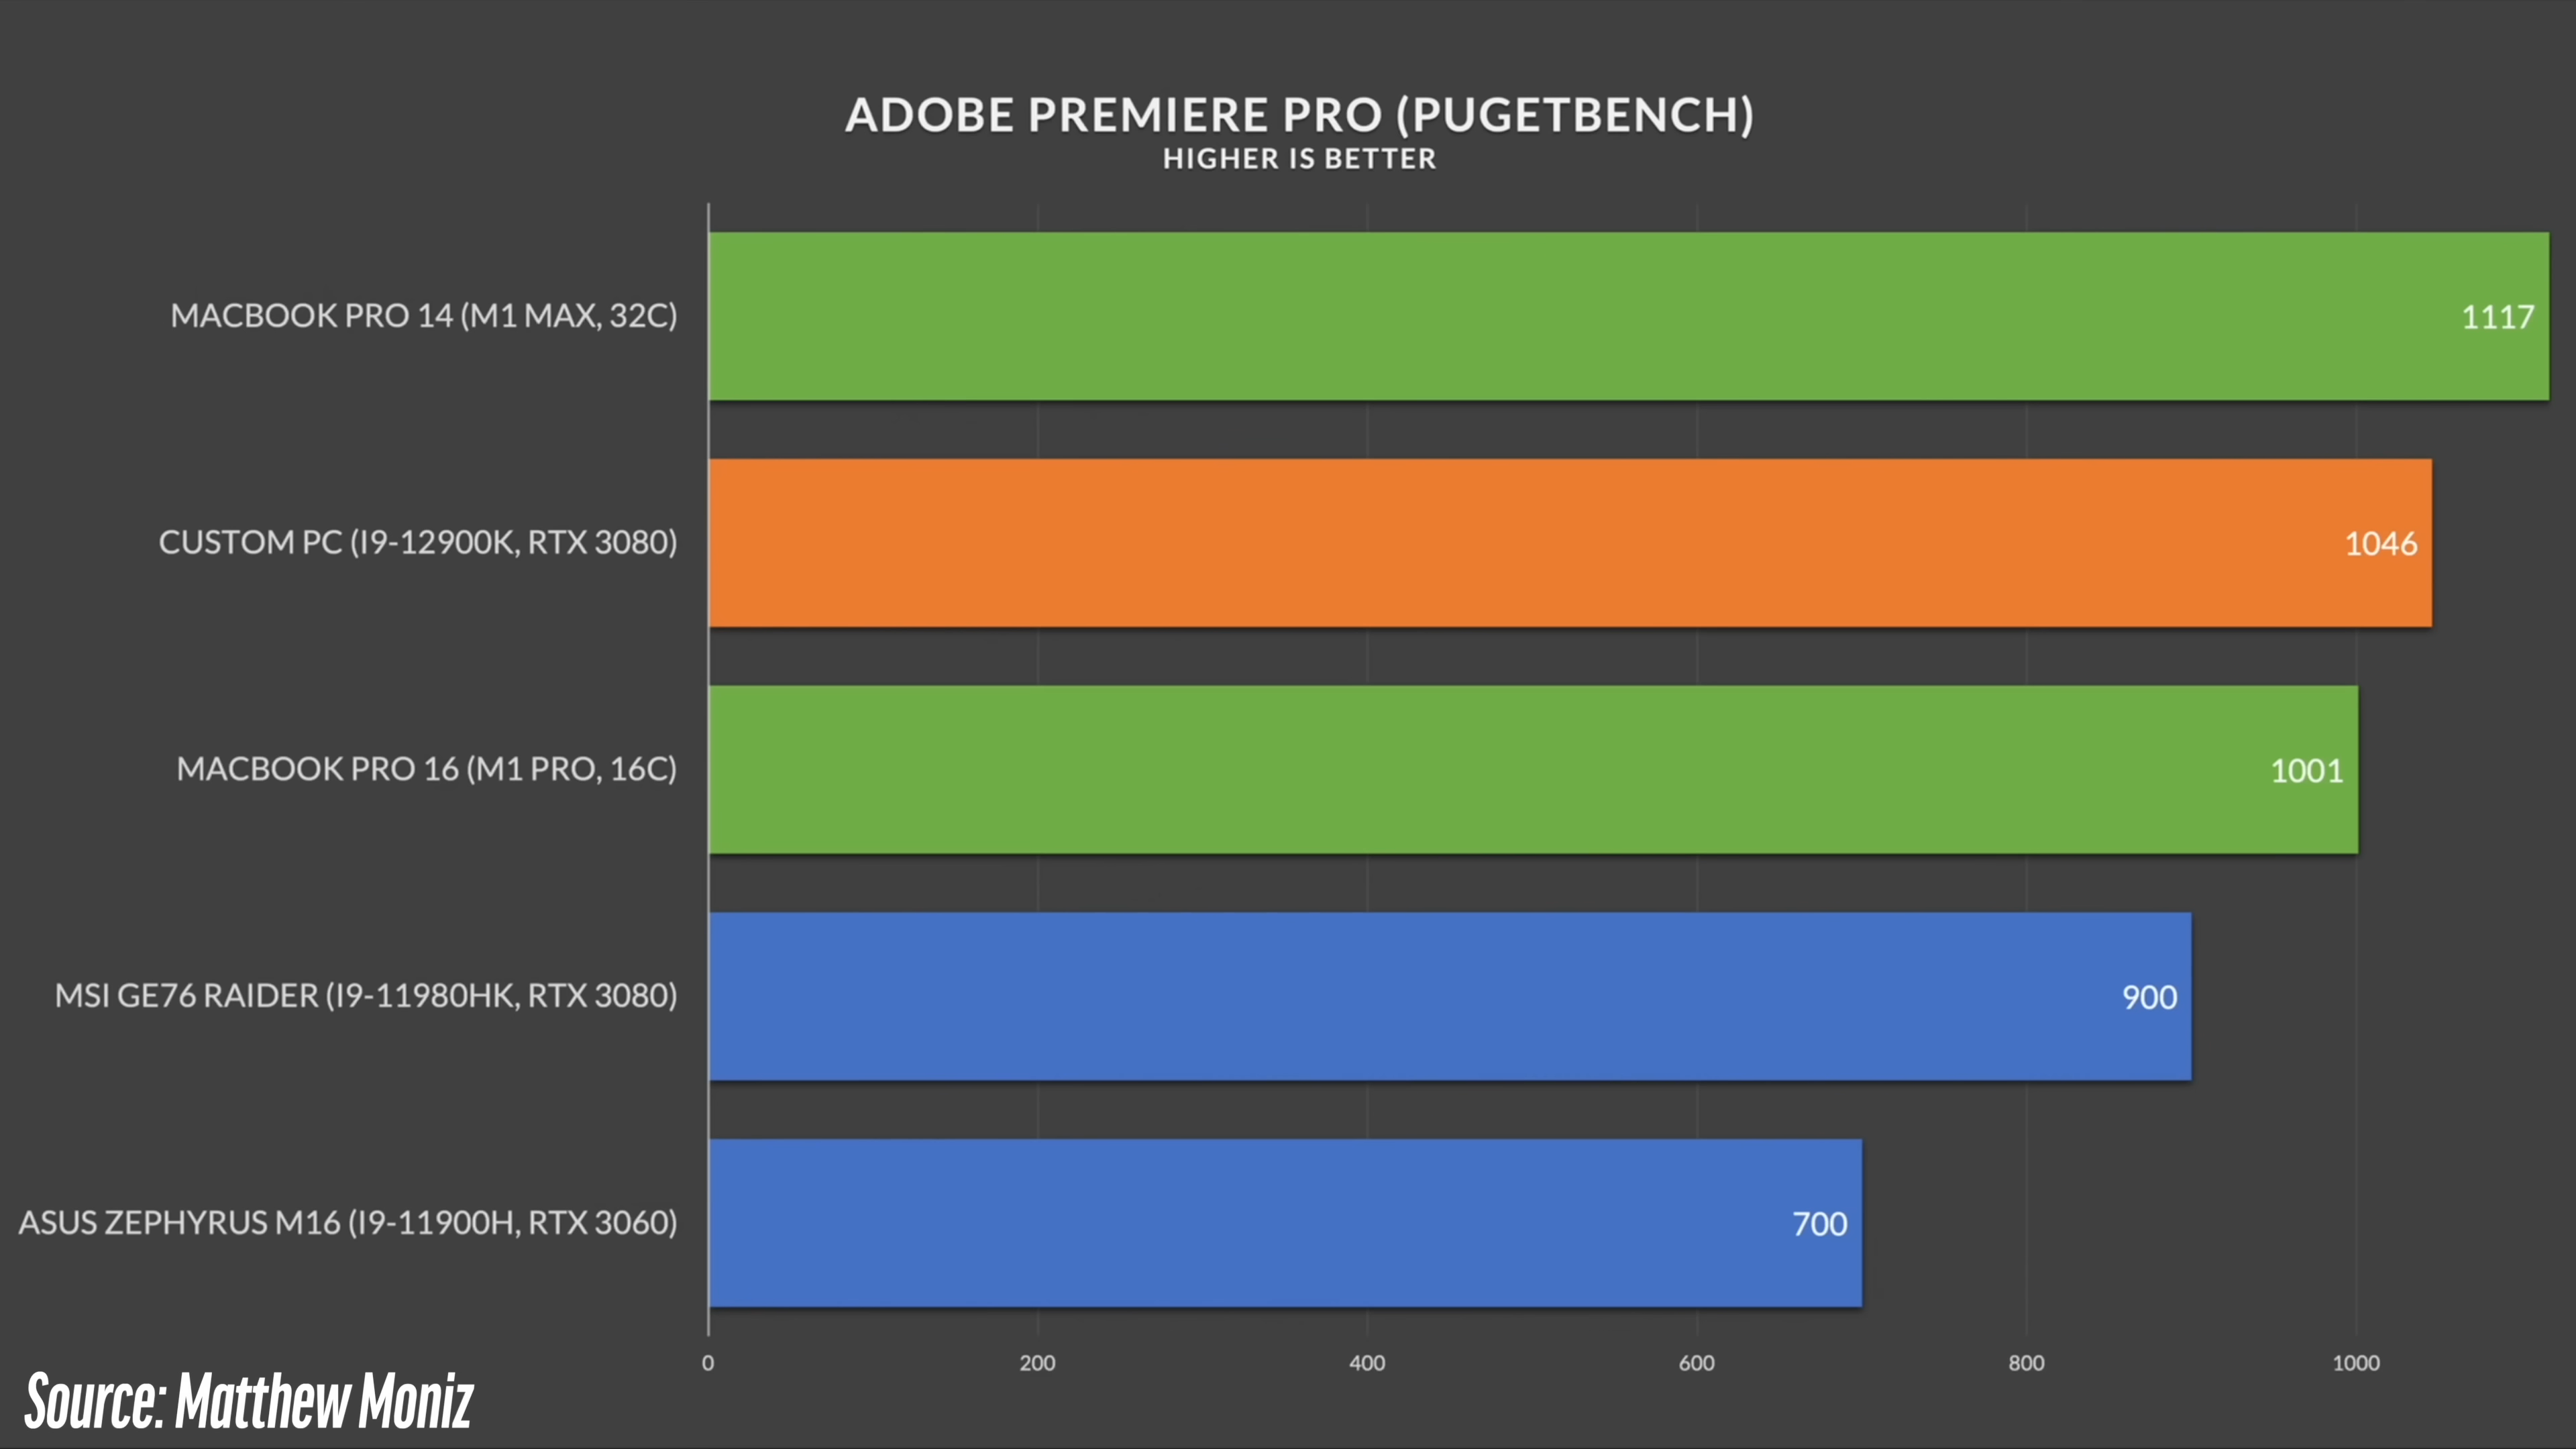 ADOBE PREMIERE PRO (PUGETBENCH)
HIGHER IS BETTER
MACBOOK PRO 14 (M1 MAX, 32C)
1117
CUSTOM PC (I9-12900K, RTX 3080)
1046
MACBOOK PRO 16 (M1 PRO, 16C)
1001
MSI GE76 RAIDER (I9-11980HK, RTX 3080)
900
ASUS ZEPHYRUS M16 (I9-11900H, RTX 3060)
700
0 200 400 600 800 1000
Source: Matthew Moniz